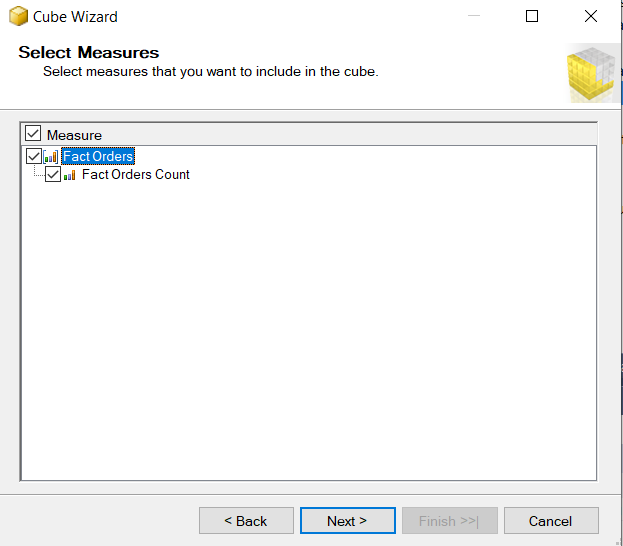 Cube Wizard
Select Measures
Select measures that you want to include in the cube.
Measure
Fact Orders
Fact Orders Count
< Back
Next >
Finish >>|
Cancel